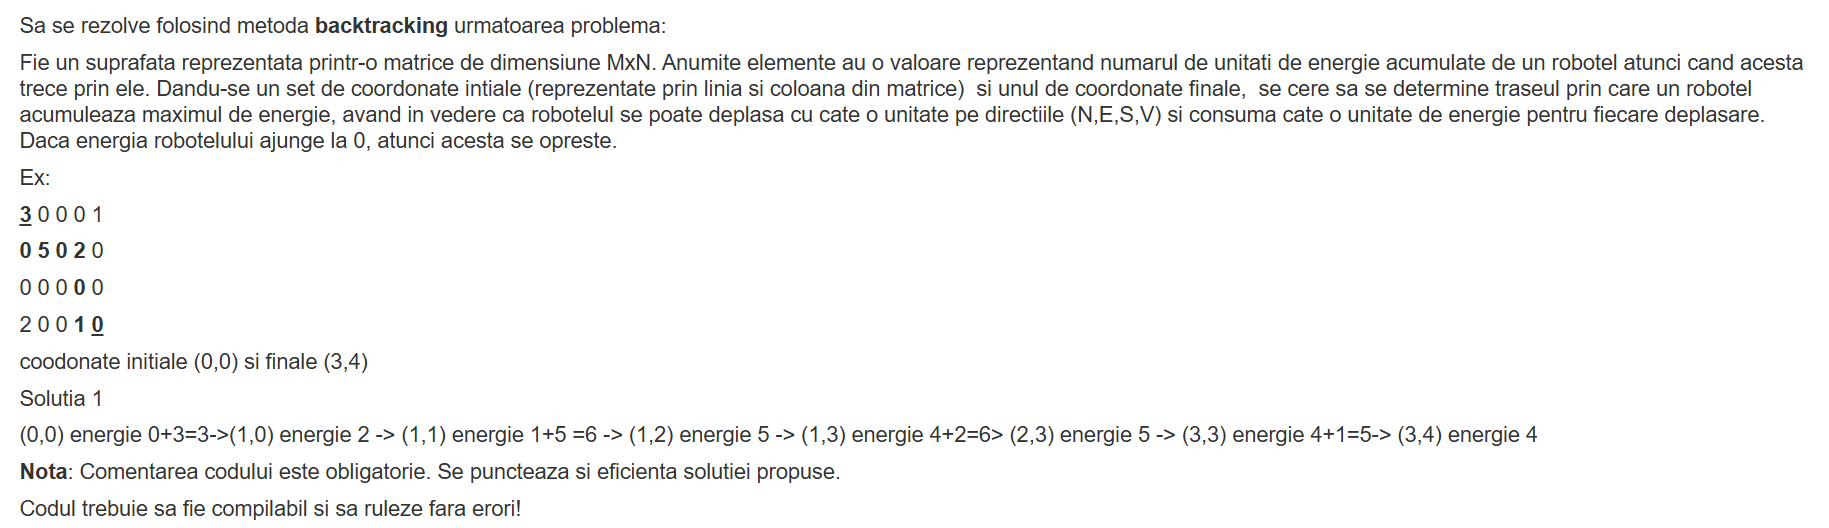 Sa se rezolve folosind metoda backtracking urmatoarea problema:
Fie un suprafata reprezentata printr-o matrice de dimensiune MxN. Anumite elemente au o valoare reprezentand numarul de unitati de energie acumulate de un robotel atunci cand acesta
trece prin ele. Dandu-se un set de coordonate intiale (reprezentate prin linia si coloana din matrice)  si unul de coordonate finale,  se cere sa se determine traseul prin care un robotel
acumuleaza maximul de energie, avand in vedere ca robotelul se poate deplasa cu cate o unitate pe directiile (N,E,S,V) si consuma cate o unitate de energie pentru fiecare deplasare.
Daca energia robotelului ajunge la 0, atunci acesta se opreste.
Ex:
3 0 0 0 1
0 5 0 2 0
0 0 0 0 0
2 0 0 1 0
coodonate initiale (0,0) si finale (3,4)
Solutia 1
(0,0) energie 0+3=3->(1,0) energie 2 -> (1,1) energie 1+5 =6 -> (1,2) energie 5 -> (1,3) energie 4+2=6> (2,3) energie 5 -> (3,3) energie 4+1=5-> (3,4) energie 4
Nota: Comentarea codului este obligatorie. Se puncteaza si eficienta solutiei propuse.
Codul trebuie sa fie compilabil si sa ruleze fara erori!